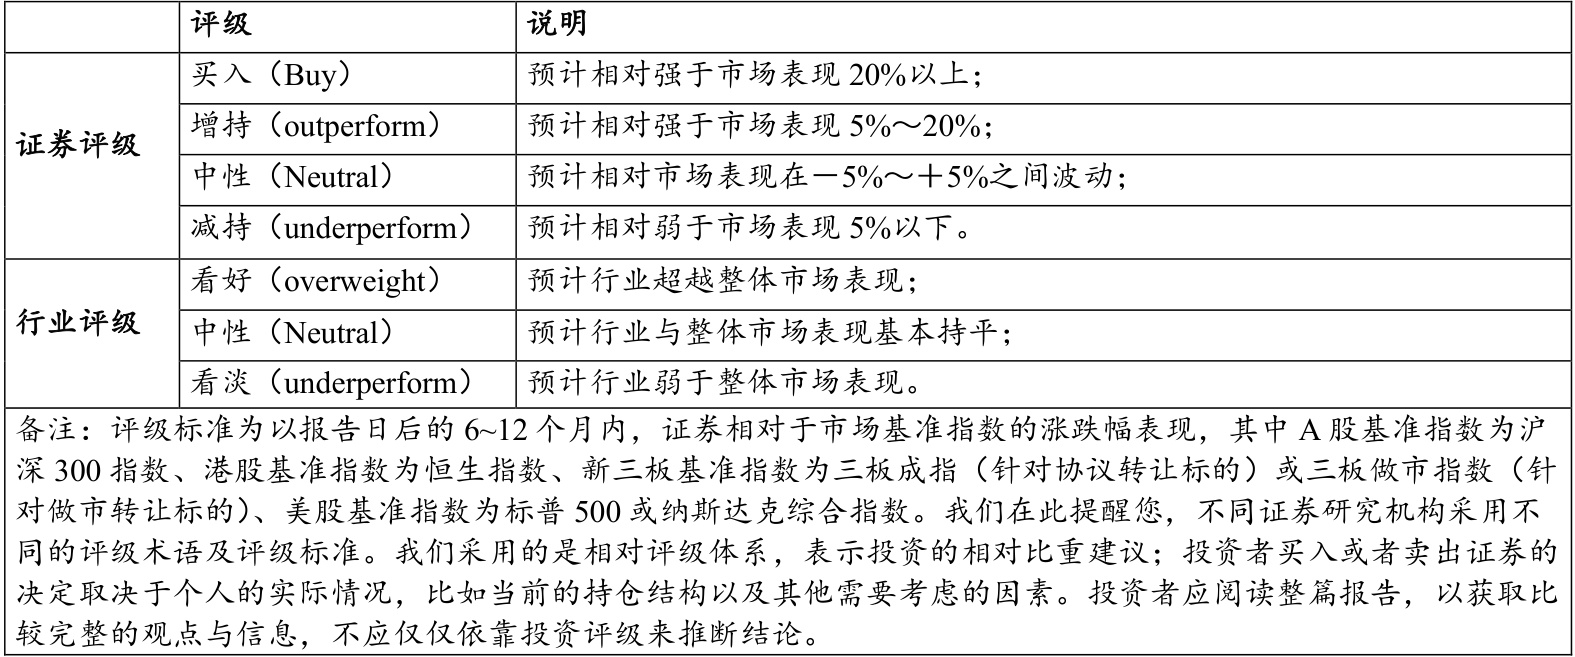 评级 说明
证券评级
买入（Buy） 预计相对强于市场表现 20%以上；
增持（outperform） 预计相对强于市场表现 5%～20%；
中性（Neutral） 预计相对市场表现在－5%～＋5%之间波动；
减持（underperform） 预计相对弱于市场表现 5%以下。
行业评级
看好（overweight） 预计行业超越整体市场表现；
中性（Neutral） 预计行业与整体市场表现基本持平；
看淡（underperform） 预计行业弱于整体市场表现。
备注：评级标准为以报告日后的 6~12 个月内，证券相对于市场基准指数的涨跌幅表现，其中 A 股基准指数为沪
深 300 指数、港股基准指数为恒生指数、新三板基准指数为三板成指（针对协议转让标的）或三板做市指数（针
对做市转让标的）、美股基准指数为标普 500 或纳斯达克综合指数。我们在此提醒您，不同证券研究机构采用不
同的评级术语及评级标准。我们采用的是相对评级体系，表示投资的相对比重建议；投资者买入或者卖出证券的
决定取决于个人的实际情况，比如当前的持仓结构以及其他需要考虑的因素。投资者应阅读整篇报告，以获取比
较完整的观点与信息，不应仅仅依靠投资评级来推断结论。